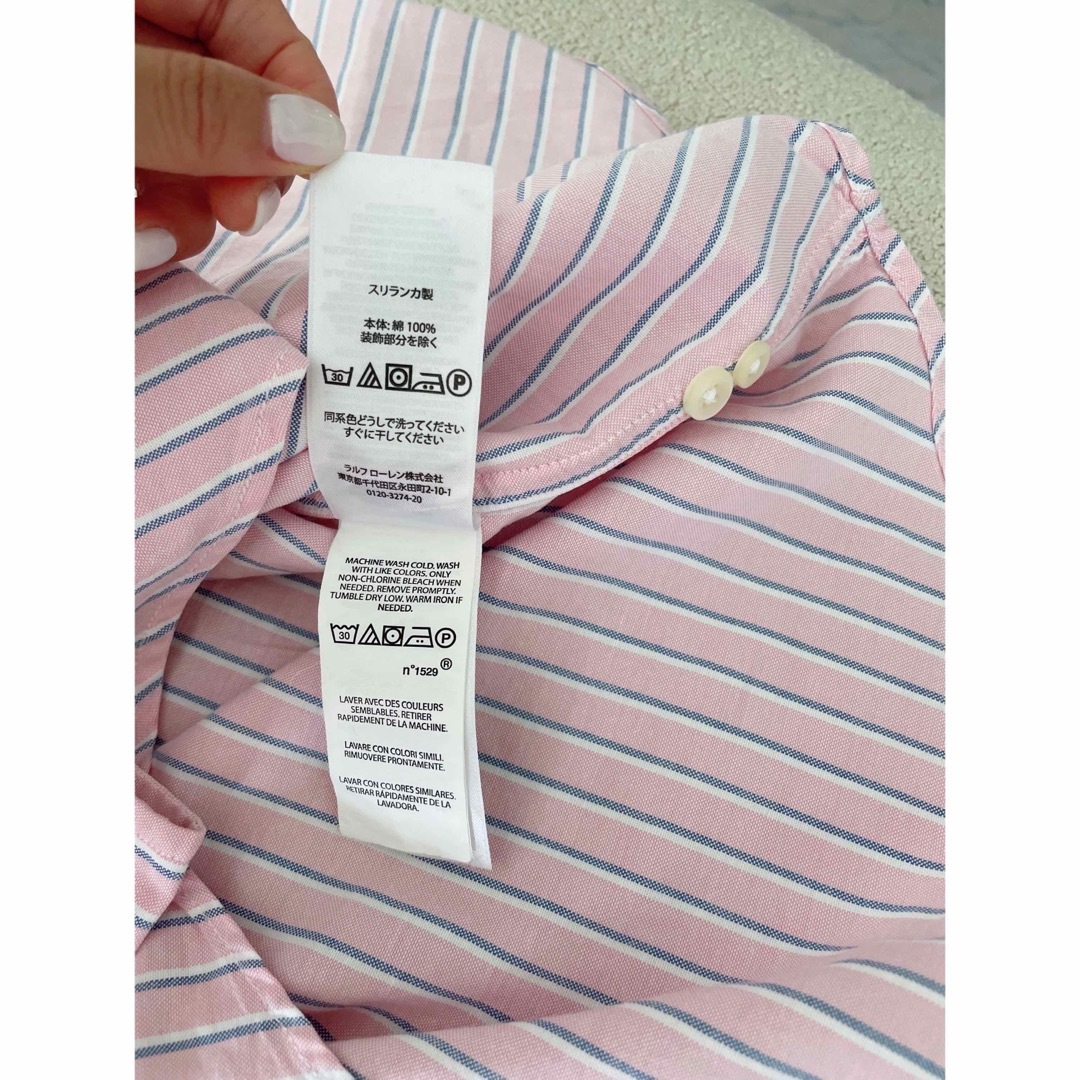 スリランカ製
本体: 綿 100%
装飾部分を除く
30 P
同系色どうしで洗ってください
すぐに干してください
ラルフ ローレン株式会社
東京都千代田区永田町2-10-1
0120-3274-20
MACHINE WASH COLD. WASH
WITH LIKE COLORS. ONLY
NON-CHLORINE BLEACH WHEN
NEEDED. REMOVE PROMPTLY.
TUMBLE DRY LOW. WARM IRON IF
NEEDED.
30 P
n°1529 ®
LAVER AVEC DES COULEURS
SEMBLABLES. RETIRER
RAPIDEMENT DE LA MACHINE.
LAVARE CON COLORI SIMILI.
RIMUOVERE PRONTAMENTE.
LAVAR CON COLORES SIMILARES.
RETIRAR RÁPIDAMENTE DE LA
LAVADORA.